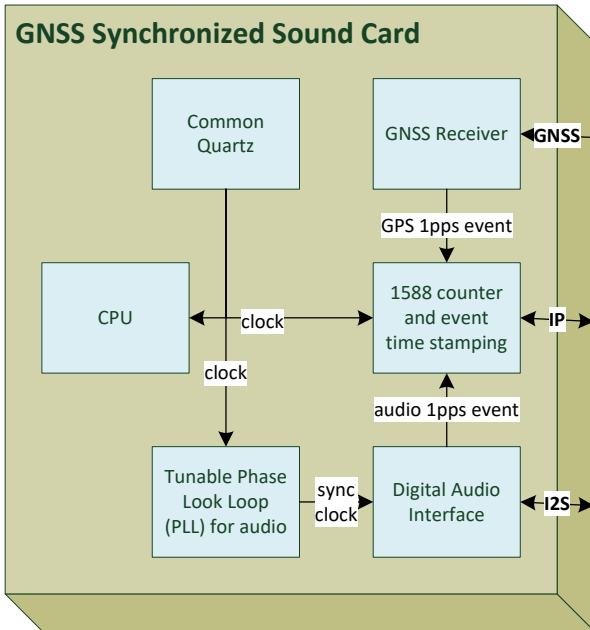 GNSS Synchronized Sound Card
Common
Quartz
GNSS Receiver
GNSS
GPS 1pps event
CPU
clock
1588 counter
and event
time stamping
IP
clock
audio 1pps event
Tunable Phase
Look Loop
(PLL) for audio
sync
clock
Digital Audio
Interface
I2S